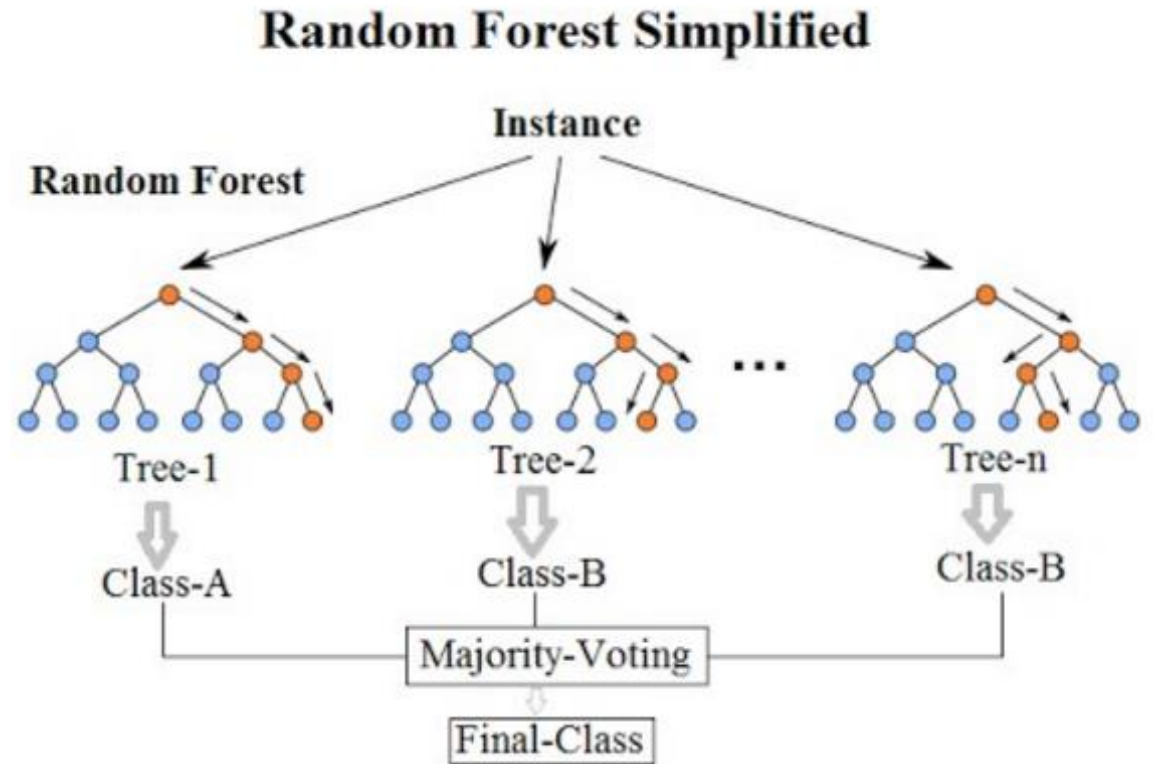 Random Forest Simplified
Instance
Random Forest
...
Tree-1
Tree-2
Tree-n
Class-A
Class-B
Class-B
Majority-Voting
Final-Class